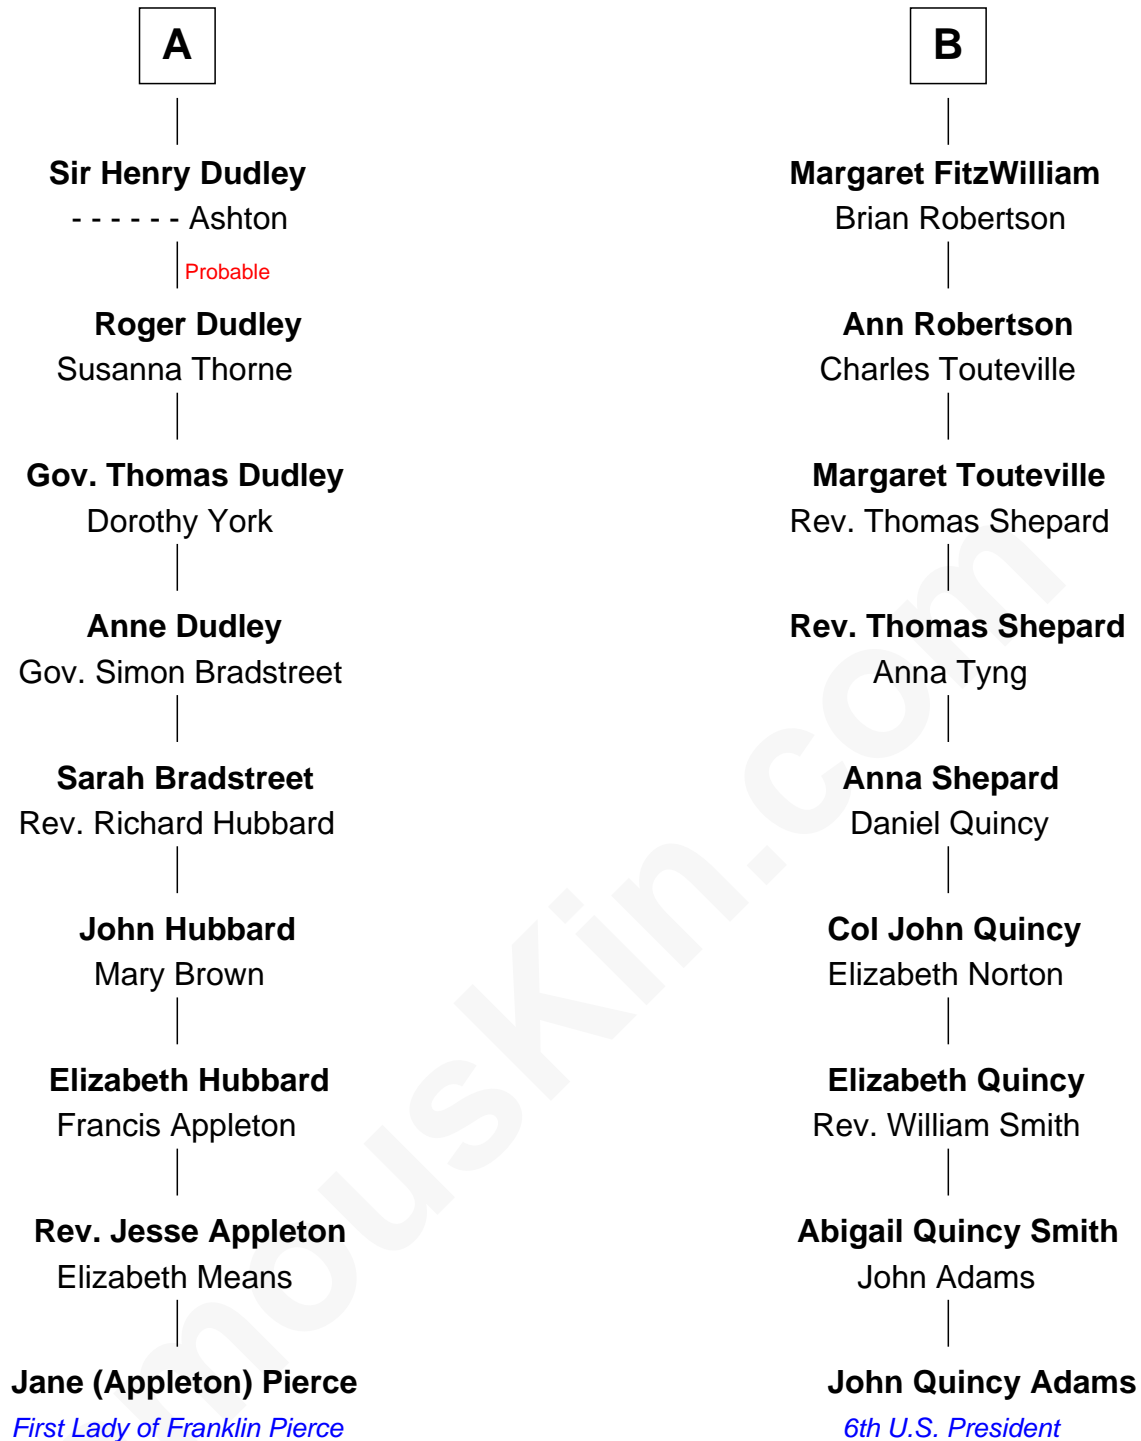 A
Sir Henry Dudley
- - - - - - Ashton
Probable
Roger Dudley
Susanna Thorne
Gov. Thomas Dudley
Dorothy York
Anne Dudley
Gov. Simon Bradstreet
Sarah Bradstreet
Rev. Richard Hubbard
John Hubbard
Mary Brown
Elizabeth Hubbard
Francis Appleton
Rev. Jesse Appleton
Elizabeth Means
Jane (Appleton) Pierce
First Lady of Franklin Pierce
B
Margaret FitzWilliam
Brian Robertson
Ann Robertson
Charles Touteville
Margaret Touteville
Rev. Thomas Shepard
Rev. Thomas Shepard
Anna Tyng
Anna Shepard
Daniel Quincy
Col John Quincy
Elizabeth Norton
Elizabeth Quincy
Rev. William Smith
Abigail Quincy Smith
John Adams
John Quincy Adams
6th U.S. President
mousKin.com